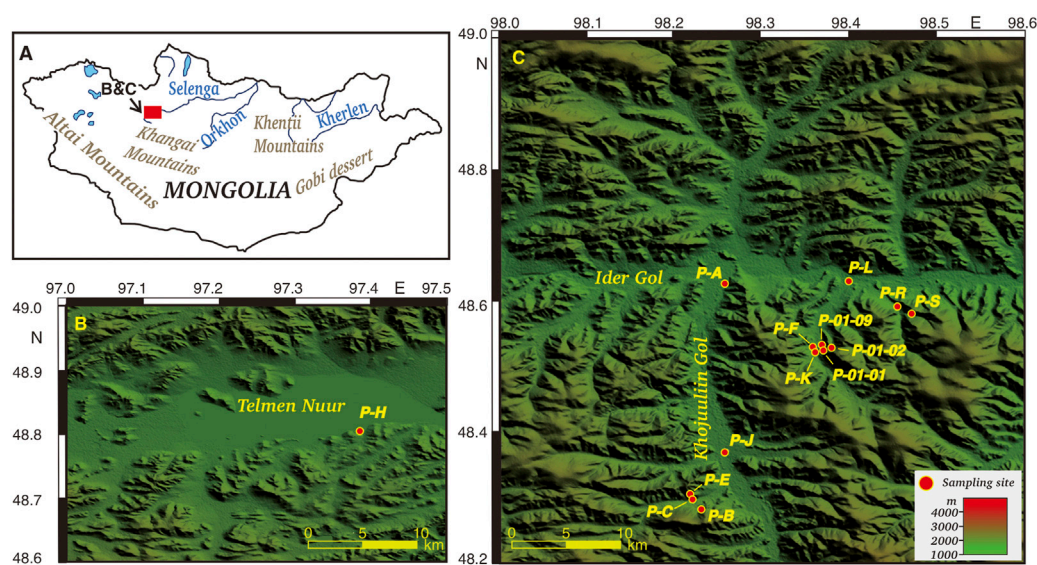 A
B&C
Selenga
Orkhon
Kherlen
Khentii
Mountains
Khangai
Mountains
Altai Mountains
MONGOLIA
Gobi dessert
97.0
97.1
97.2
97.3
97.4
E
97.5
49.0
N
48.9
48.8
48.7
48.6
B
Telmen Nuur
P-H
0
5
10
km
98.0
98.1
98.2
98.3
98.4
98.5
E
98.6
49.0
N
48.8
48.6
48.4
48.2
C
Ider Gol
P-A
P-L
P-R
P-S
P-F
P-01-09
P-01-02
P-K
P-01-01
Khojuuliin Gol
P-J
P-E
P-C
P-B
0
5
10
km
Sampling site
m
4000
3000
2000
1000